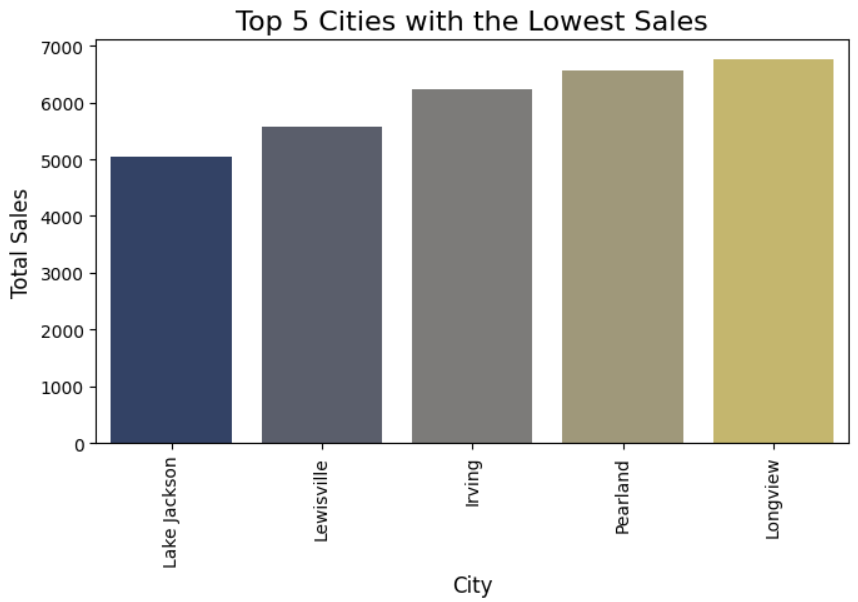 Top 5 Cities with the Lowest Sales
7000
6000
5000
4000
3000
2000
1000
0
Total Sales
Lake Jackson
Lewisville
Irving
Pearland
Longview
City